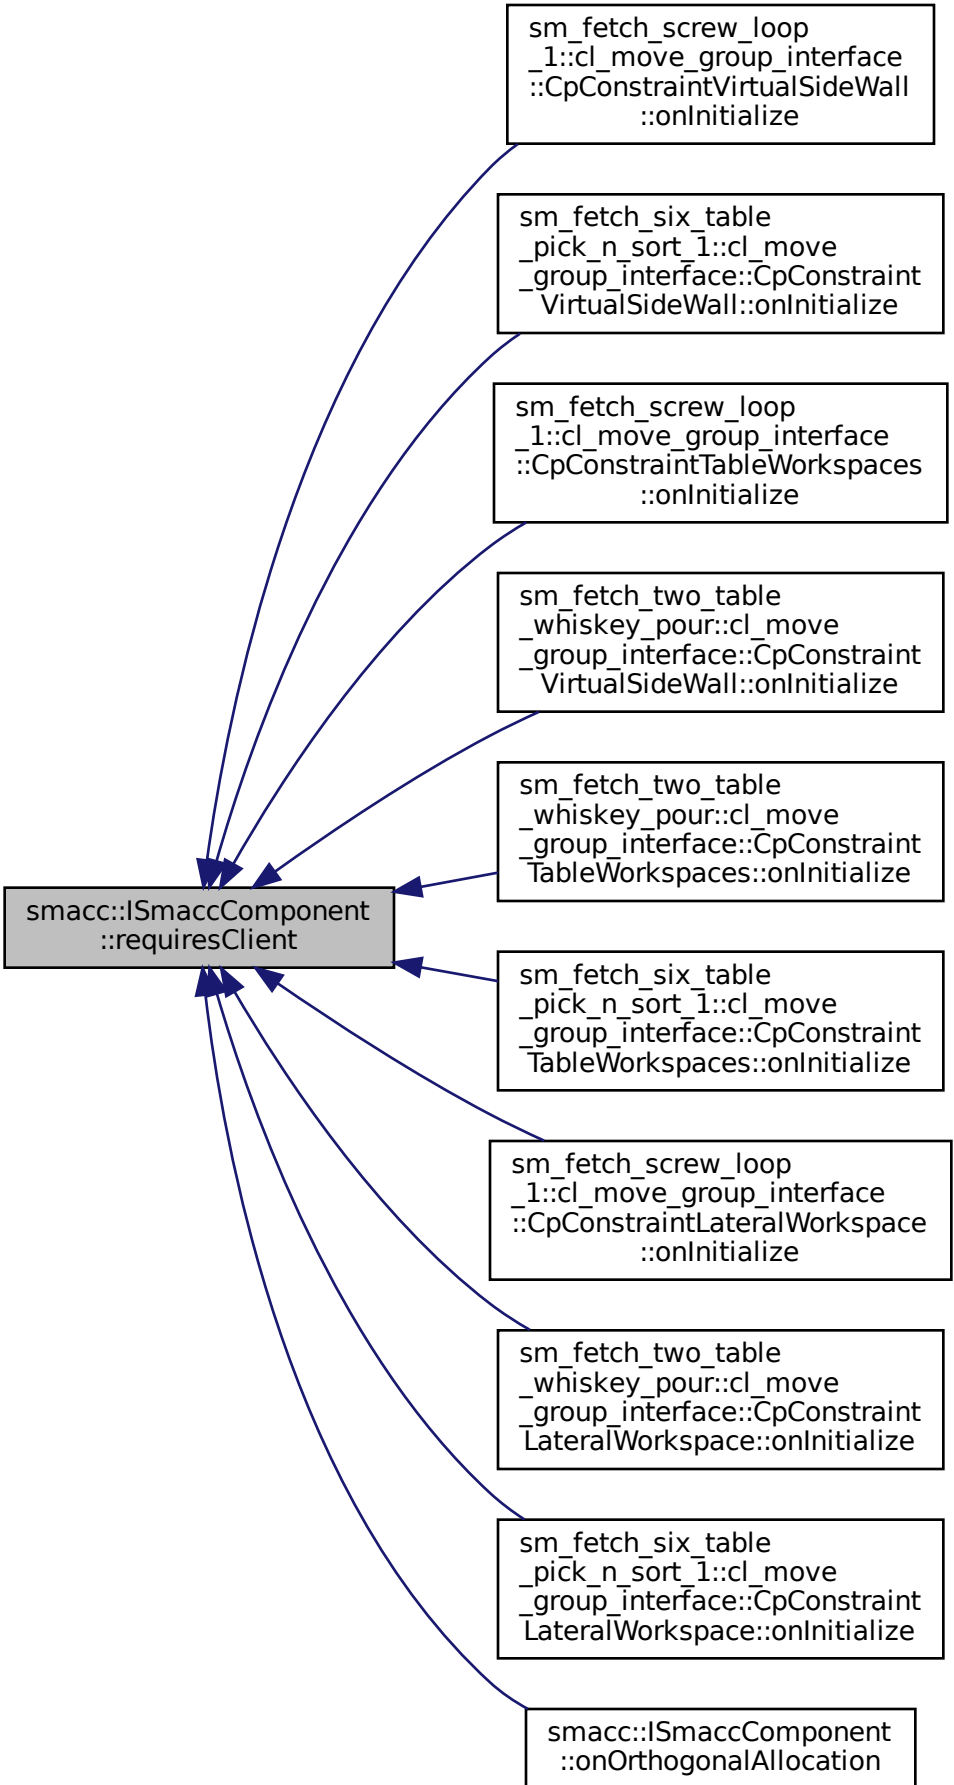 sm_fetch_screw_loop
_1::cl_move_group_interface
::CpConstraintVirtualSideWall
::onInitialize
sm_fetch_six_table
_pick_n_sort_1::cl_move
_group_interface::CpConstraint
VirtualSideWall::onInitialize
sm_fetch_screw_loop
_1::cl_move_group_interface
::CpConstraintTableWorkspaces
::onInitialize
sm_fetch_two_table
_whiskey_pour::cl_move
_group_interface::CpConstraint
VirtualSideWall::onInitialize
sm_fetch_two_table
_whiskey_pour::cl_move
_group_interface::CpConstraint
TableWorkspaces::onInitialize
smacc::ISmaccComponent
::requiresClient
sm_fetch_six_table
_pick_n_sort_1::cl_move
_group_interface::CpConstraint
TableWorkspaces::onInitialize
sm_fetch_screw_loop
_1::cl_move_group_interface
::CpConstraintLateralWorkspace
::onInitialize
sm_fetch_two_table
_whiskey_pour::cl_move
_group_interface::CpConstraint
LateralWorkspace::onInitialize
sm_fetch_six_table
_pick_n_sort_1::cl_move
_group_interface::CpConstraint
LateralWorkspace::onInitialize
smacc::ISmaccComponent
::onOrthogonalAllocation